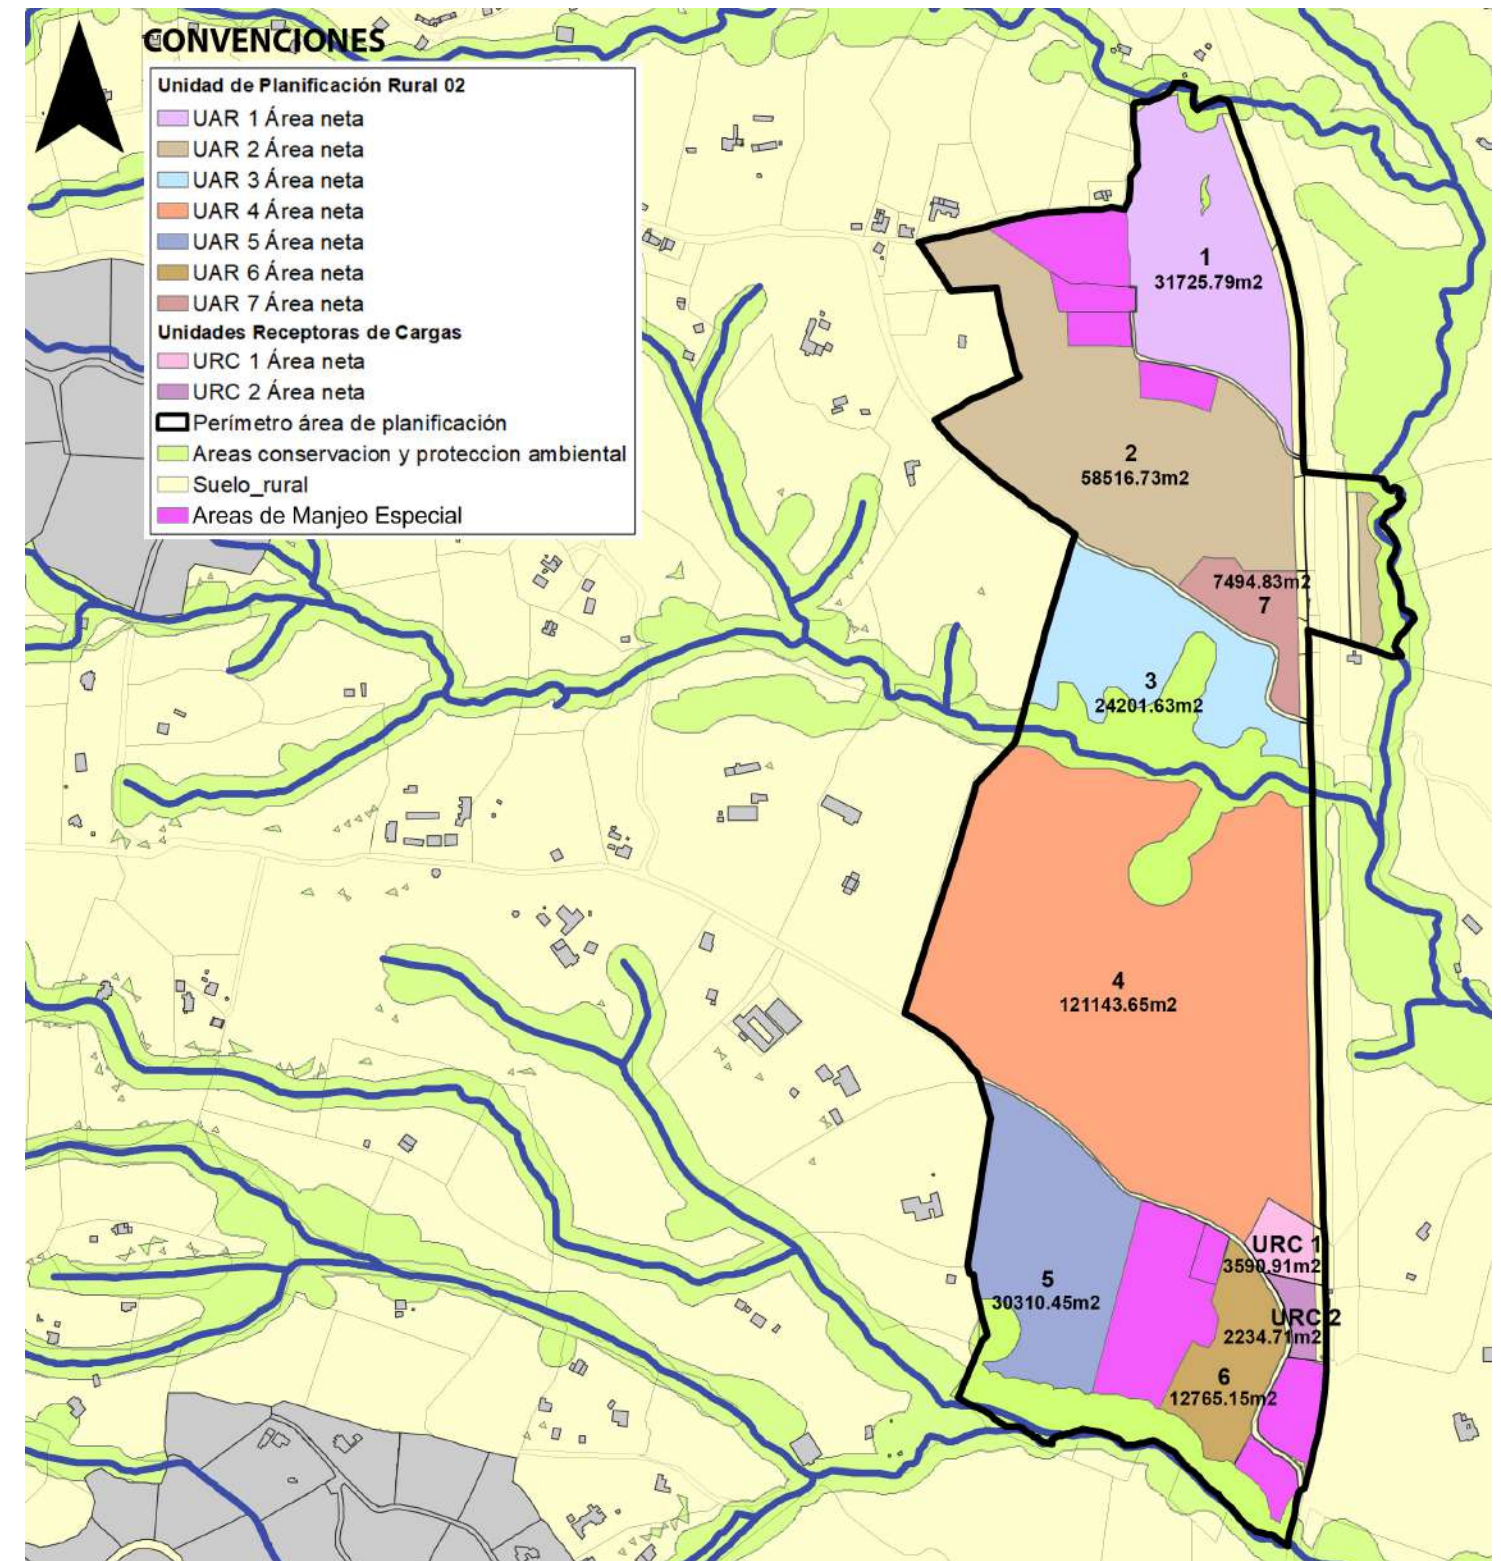 CONVENCIONES
Unidad de Planificación Rural 02
UAR 1 Área neta
UAR 2 Área neta
UAR 3 Área neta
UAR 4 Área neta
UAR 5 Área neta
UAR 6 Área neta
UAR 7 Área neta
Unidades Receptoras de Cargas
URC 1 Área neta
URC 2 Área neta
Perímetro área de planificación
Areas conservacion y proteccion ambiental
Suelo_rural
Areas de Manjeo Especial
1
31725.79m2
2
58516.73m2
7494.83m2
7
3
24201.63m2
4
121143.65m2
URC 1
3590.91m2
5
30310.45m2
URC 2
2234.71m2
6
12765.15m2